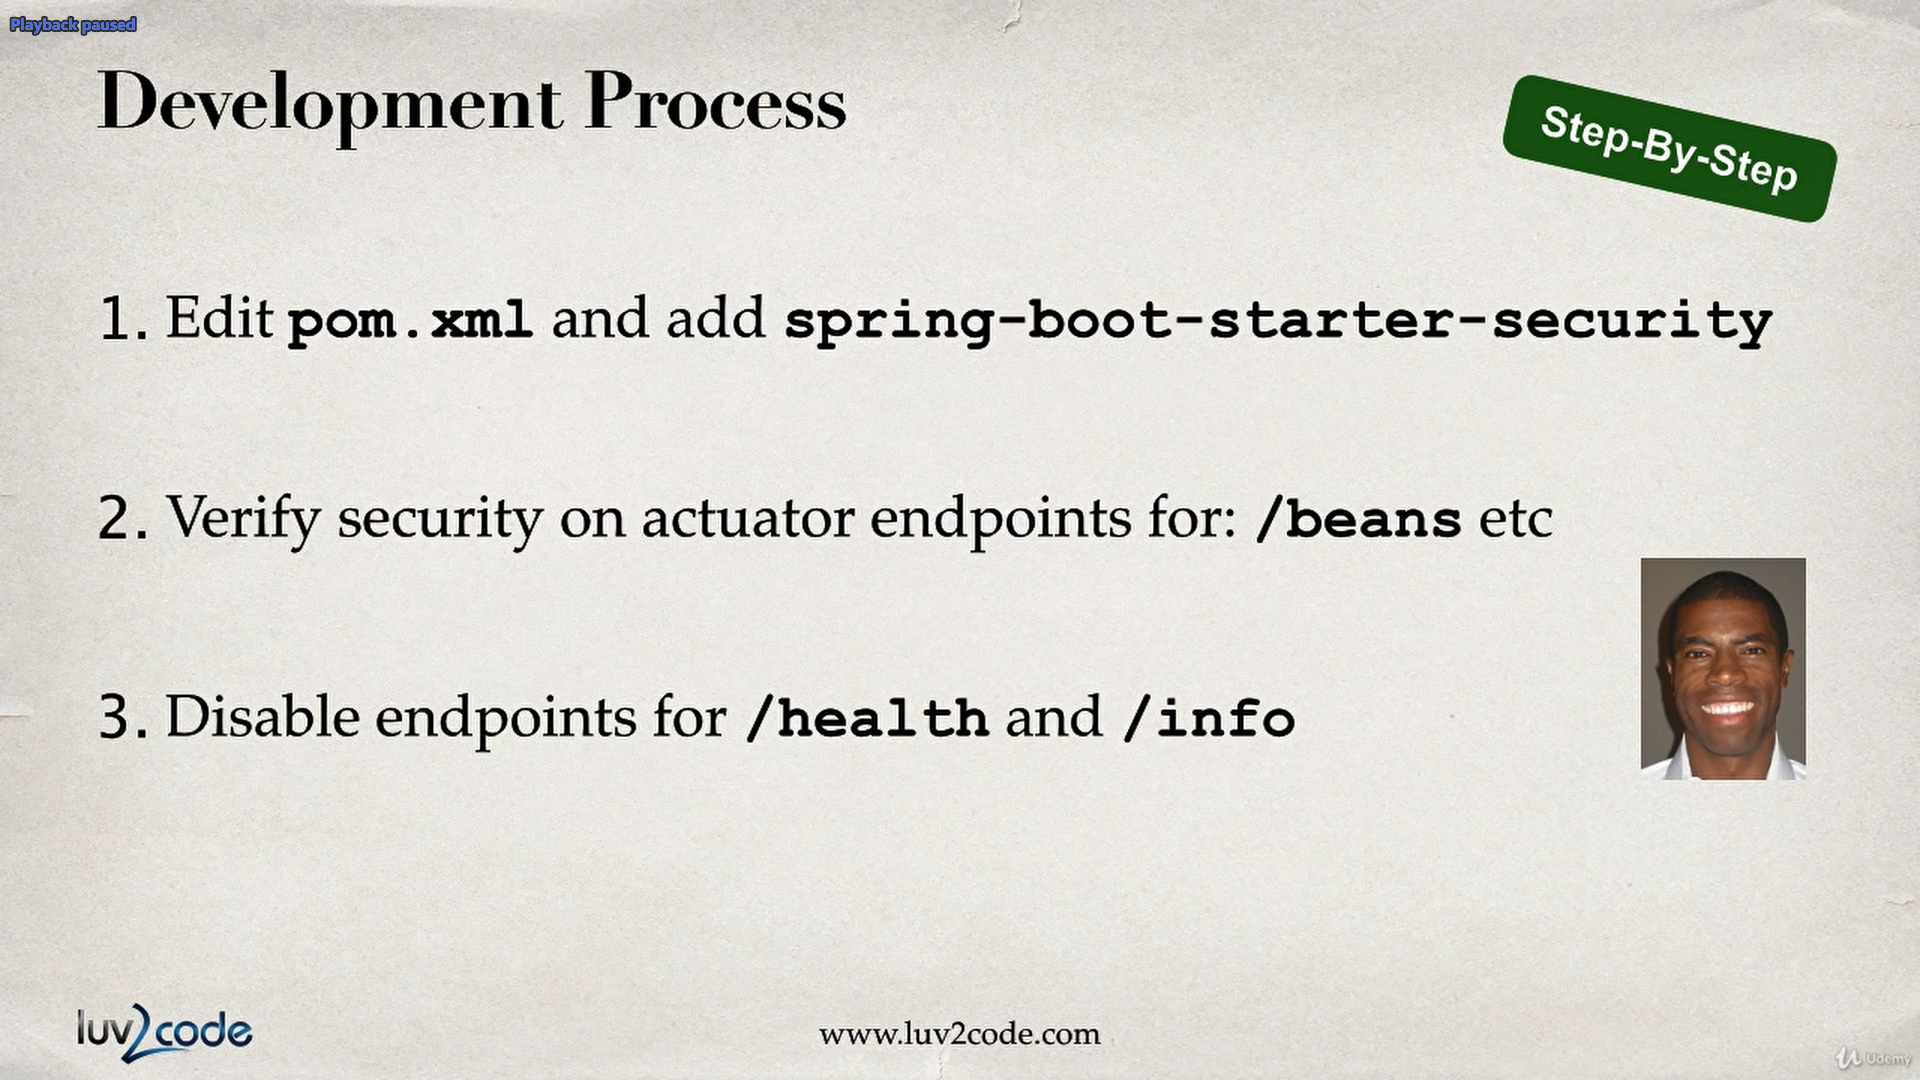 Playback paused
Development Process
Step-By-Step
1. Edit pom.xml and add spring-boot-starter-security
2. Verify security on actuator endpoints for: /beans etc
3. Disable endpoints for /health and /info
luv2code
www.luv2code.com
Udemy